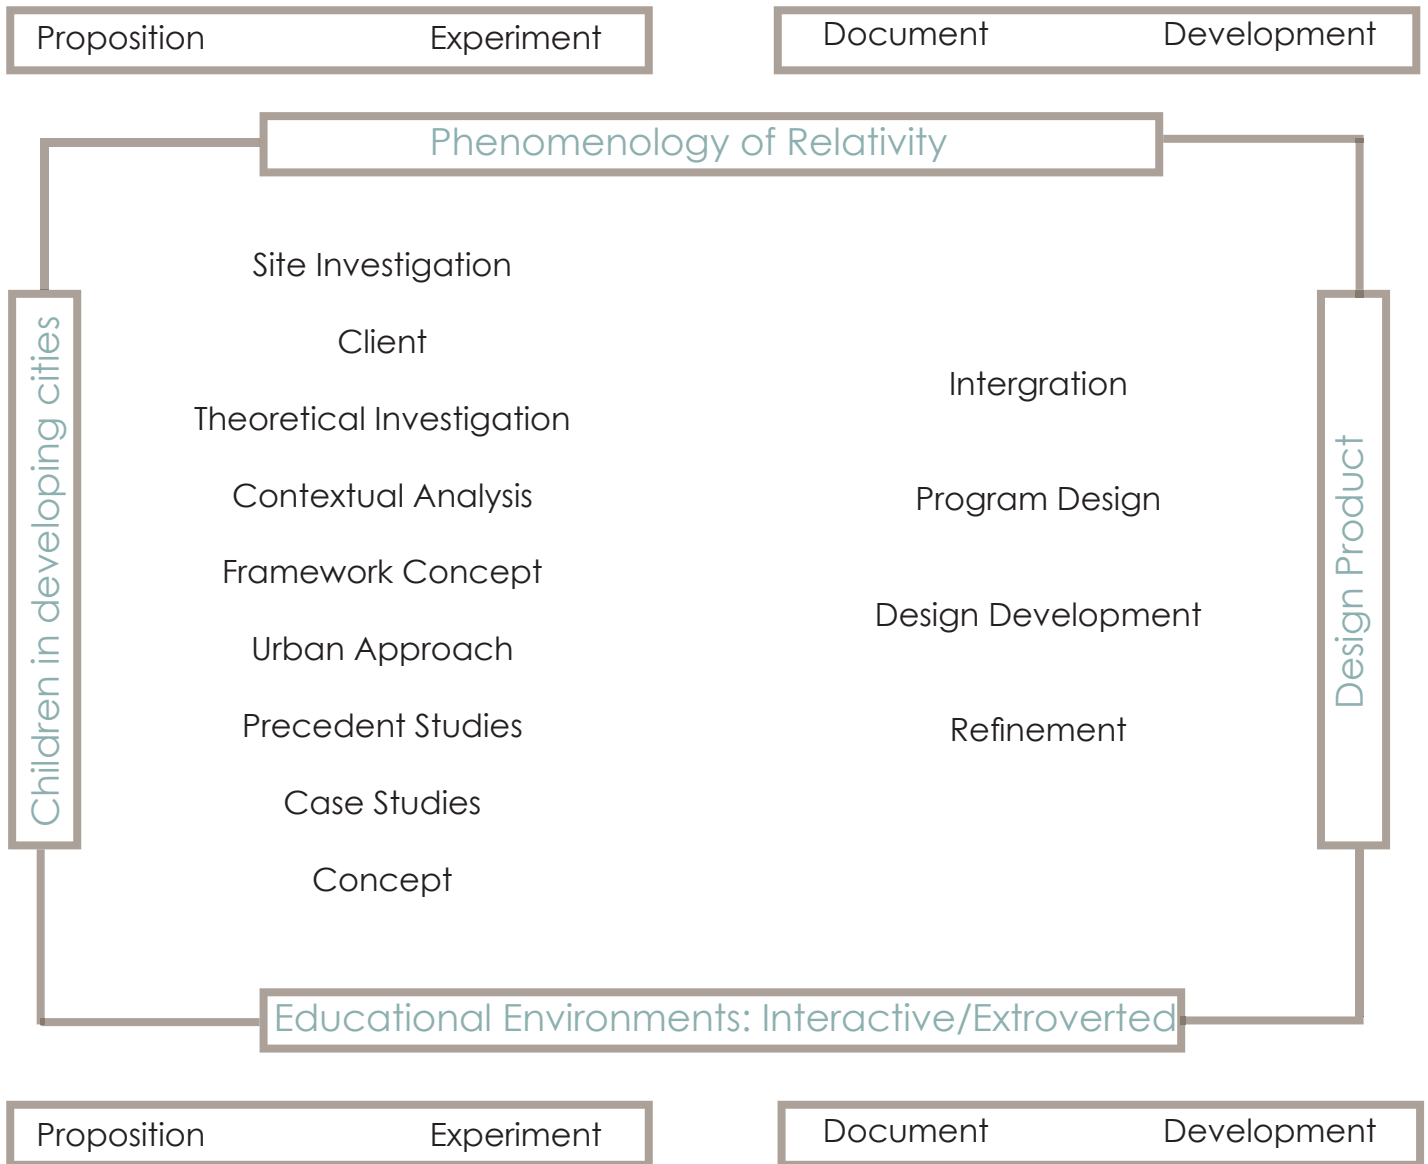 Proposition Experiment
Document Development
Phenomenology of Relativity
Children in developing cities
Site Investigation
Client
Theoretical Investigation
Contextual Analysis
Framework Concept
Urban Approach
Precedent Studies
Case Studies
Concept
Intergration
Program Design
Design Development
Refinement
Design Product
Educational Environments: Interactive/Extroverted
Proposition Experiment
Document Development